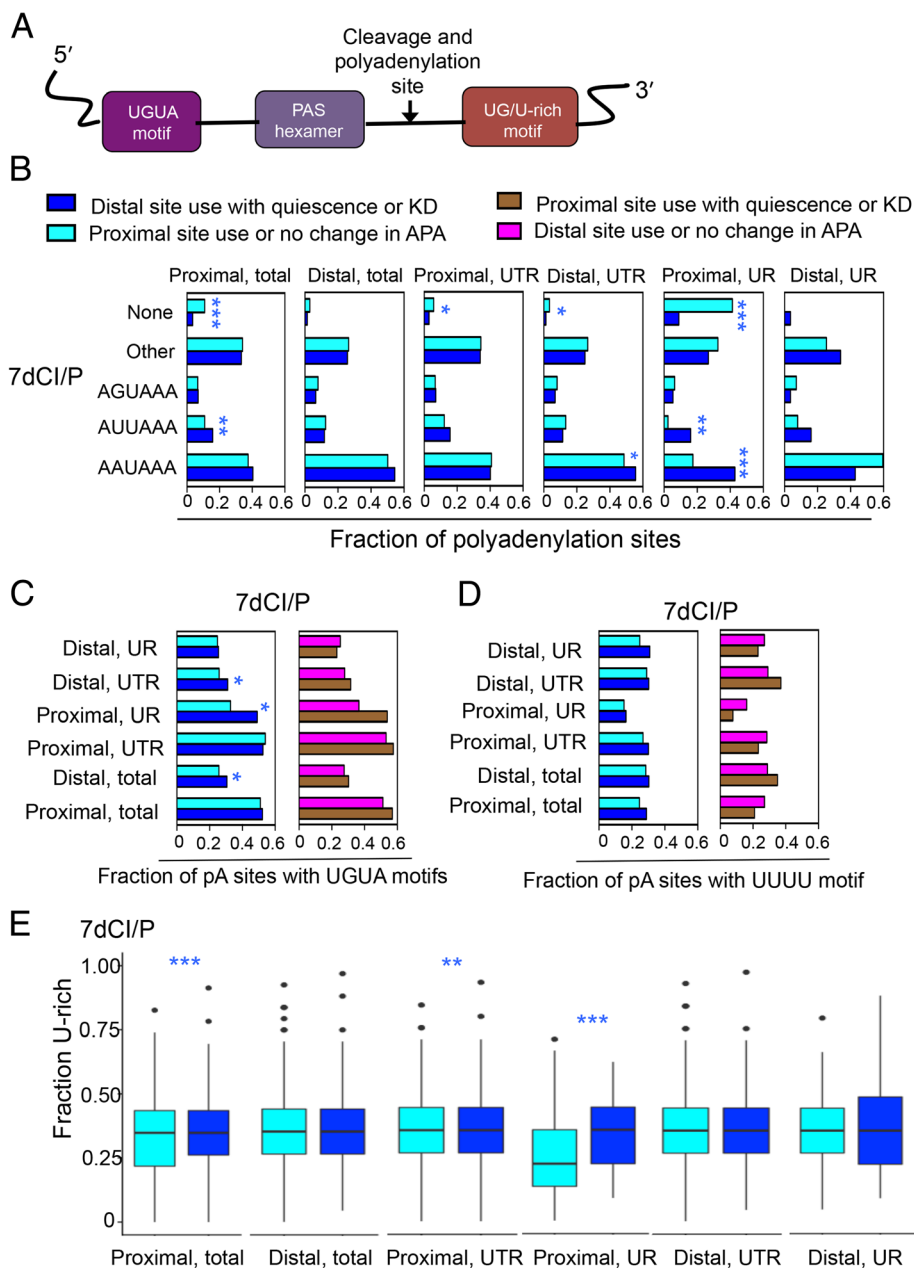 A
5′
Cleavage and
polyadenylation
site
3′
UGUA
motif
PAS
hexamer
UG/U-rich
motif
B
Distal site use with quiescence or KD
Proximal site use or no change in APA
Proximal site use with quiescence or KD
Distal site use or no change in APA
Proximal, total Distal, total Proximal, UTR Distal, UTR Proximal, UR Distal, UR
7dCI/P
None *** * * ***
Other
AGUAAA
AUUAAA ** **
AAUAAA * ***
0 0.2 0.4 0.6 0 0.2 0.4 0.6 0 0.2 0.4 0.6 0 0.2 0.4 0.6 0 0.2 0.4 0.6 0 0.2 0.4 0.6
Fraction of polyadenylation sites
C
7dCI/P
Distal, UR
Distal, UTR *
Proximal, UR *
Proximal, UTR
Distal, total *
Proximal, total
0 0.2 0.4 0.6 0 0.2 0.4 0.6
Fraction of pA sites with UGUA motifs
D
7dCI/P
Distal, UR
Distal, UTR
Proximal, UR
Proximal, UTR
Distal, total
Proximal, total
0 0.2 0.4 0.6 0 0.2 0.4 0.6
Fraction of pA sites with UUUU motif
E
7dCI/P
Fraction U-rich
1.00
0.75
0.50
0.25
0
*** ** ***
Proximal, total Distal, total Proximal, UTR Proximal, UR Distal, UTR Distal, UR